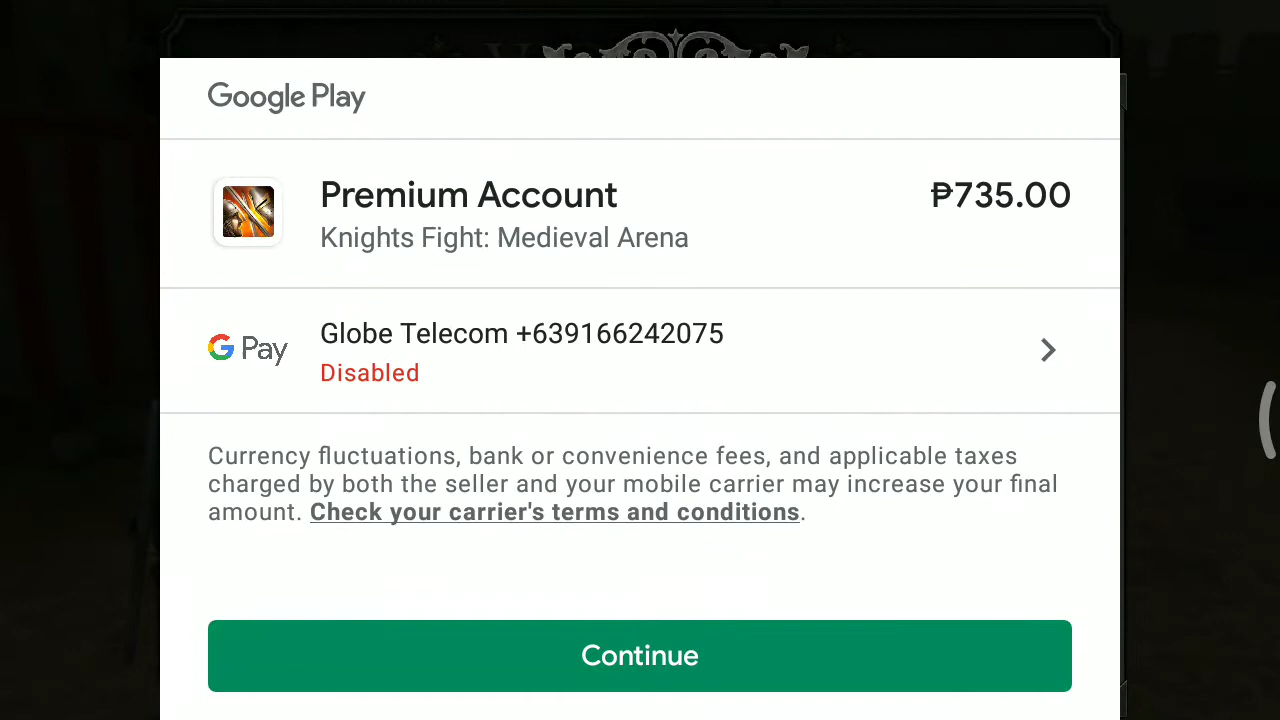 Google Play
Premium Account
₱735.00
Knights Fight: Medieval Arena
G Pay
Globe Telecom +639166242075
Disabled
Currency fluctuations, bank or convenience fees, and applicable taxes
charged by both the seller and your mobile carrier may increase your final
amount. Check your carrier's terms and conditions.
Continue